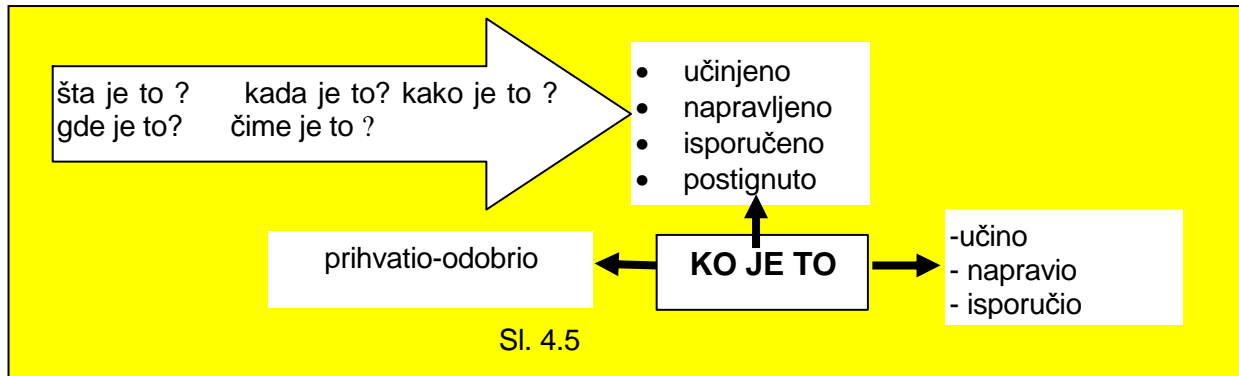 šta je to ? kada je to? kako je to ?
gde je to? čime je to ?
• učinjeno
• napravljeno
• isporučeno
• postignuto
prihvatio-odobrio
KO JE TO
-učino
- napravio
- isporučio
Sl. 4.5